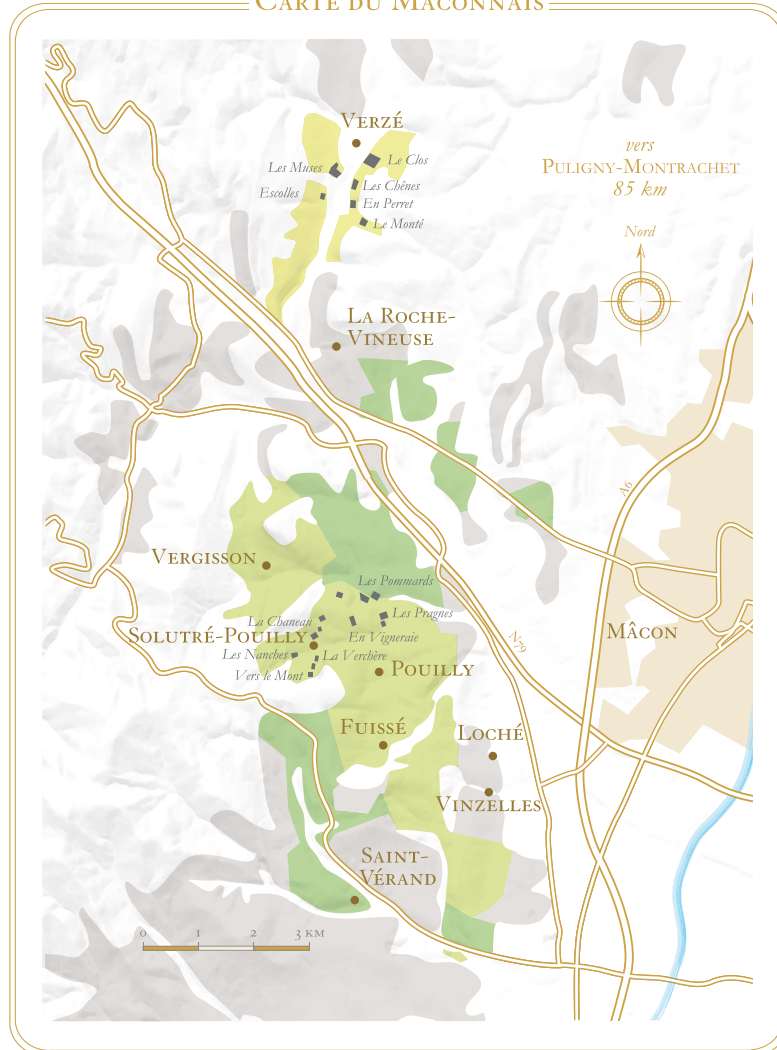 CARTE DU MÂCONNAIS
VERZÉ
Le Clos
Les Muses
Les Chênes
Escolles
En Perret
Le Monté
vers
PULIGNY-MONTRACHET
85 km
Nord
LA ROCHE-
VINEUSE
A6
VERGISSON
Les Pommards
La Chaneau
Les Pragnes
SOLUTRÉ-POUILLY
En Vigneraie
Les Nanches
La Verchère
Vers le Mont
POUILLY
N79
MÂCON
FUISSÉ
LOCHÉ
VINZELLES
SAINT-
VÉRAND
0 1 2 3 KM